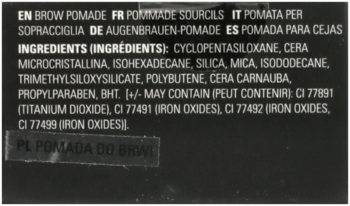 EN BROW POMADE FR POMMADE SOURCILS IT POMATA PER
SOPRACCIGLIA DE AUGENBRAUEN-POMADE ES POMADA PARA CEJAS
INGREDIENTS (INGRÉDIENTS): CYCLOPENTASILOXANE, CERA
MICROCRISTALLINA, ISOHEXADECANE, SILICA, MICA, ISODODECANE,
TRIMETHYLSILOXYSILICATE, POLYBUTENE, CERA CARNAUBA,
PROPYLPARABEN, BHT. [+/- MAY CONTAIN (PEUT CONTENIR): CI 77891
(TITANIUM DIOXIDE), CI 77491 (IRON OXIDES), CI 77492 (IRON OXIDES,
CI 77499 (IRON OXIDES)].
PL POMADA DO BRWI